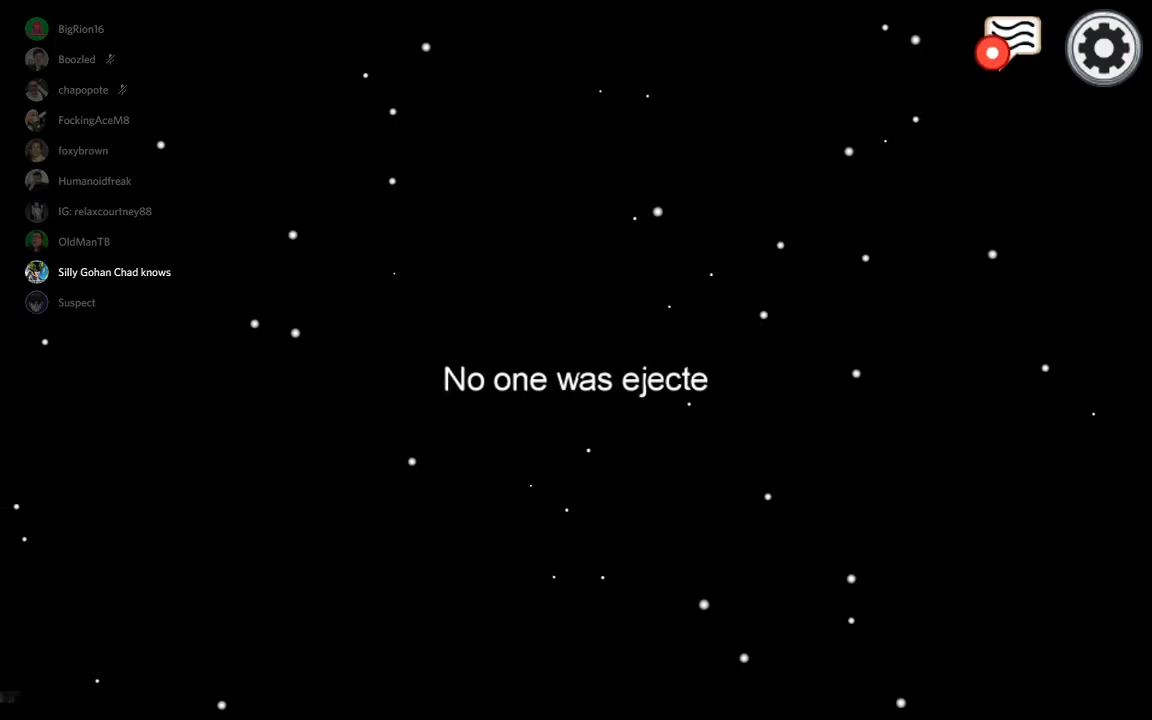 BigRion16
Boozled
chapopote
FockingAceM8
foxybrown
Humanoidfreak
IG: relaxcourtney88
OldManTB
Silly Gohan Chad knows
Suspect
No one was ejecte